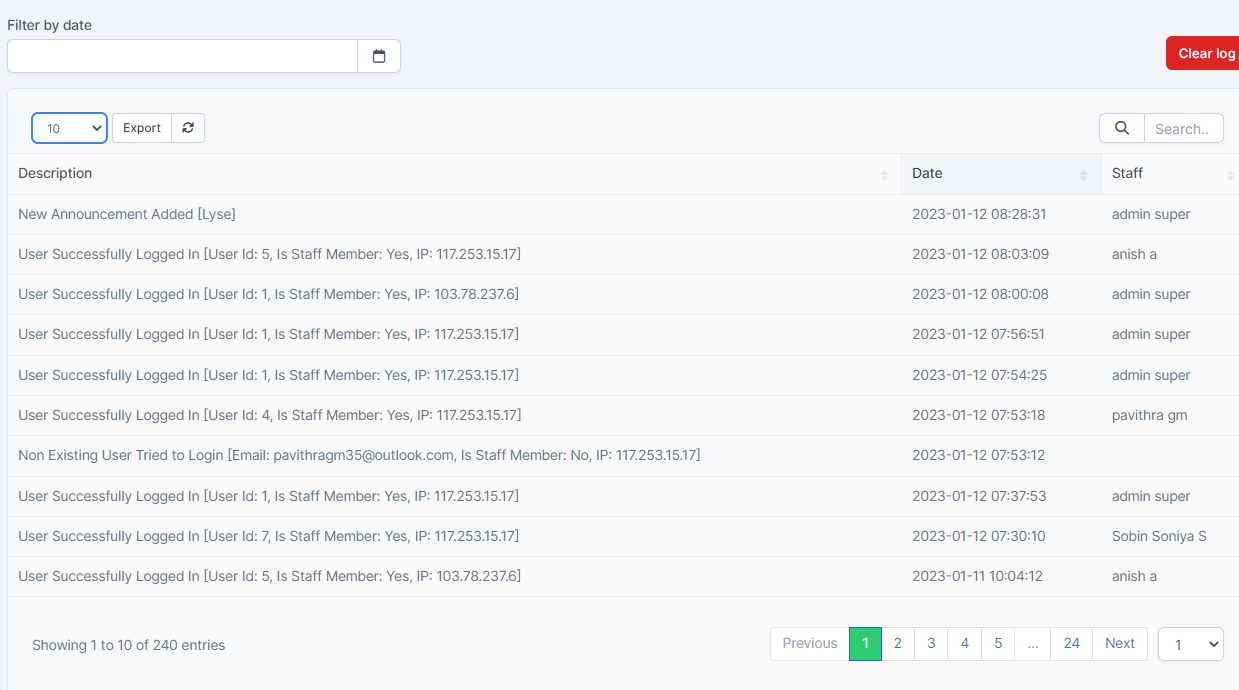 Filter by date
Clear log
10 Export Search..
Description Date Staff
New Announcement Added [Lyse] 2023-01-12 08:28:31 admin super
User Successfully Logged In [User Id: 5, Is Staff Member: Yes, IP: 117.253.15.17] 2023-01-12 08:03:09 anish a
User Successfully Logged In [User Id: 1, Is Staff Member: Yes, IP: 103.78.237.6] 2023-01-12 08:00:08 admin super
User Successfully Logged In [User Id: 1, Is Staff Member: Yes, IP: 117.253.15.17] 2023-01-12 07:56:51 admin super
User Successfully Logged In [User Id: 1, Is Staff Member: Yes, IP: 117.253.15.17] 2023-01-12 07:54:25 admin super
User Successfully Logged In [User Id: 4, Is Staff Member: Yes, IP: 117.253.15.17] 2023-01-12 07:53:18 pavithra gm
Non Existing User Tried to Login [Email: pavithragm35@outlook.com, Is Staff Member: No, IP: 117.253.15.17] 2023-01-12 07:53:12
User Successfully Logged In [User Id: 1, Is Staff Member: Yes, IP: 117.253.15.17] 2023-01-12 07:37:53 admin super
User Successfully Logged In [User Id: 7, Is Staff Member: Yes, IP: 117.253.15.17] 2023-01-12 07:30:10 Sobin Soniya S
User Successfully Logged In [User Id: 5, Is Staff Member: Yes, IP: 103.78.237.6] 2023-01-11 10:04:12 anish a
Showing 1 to 10 of 240 entries Previous 1 2 3 4 5 ... 24 Next 1